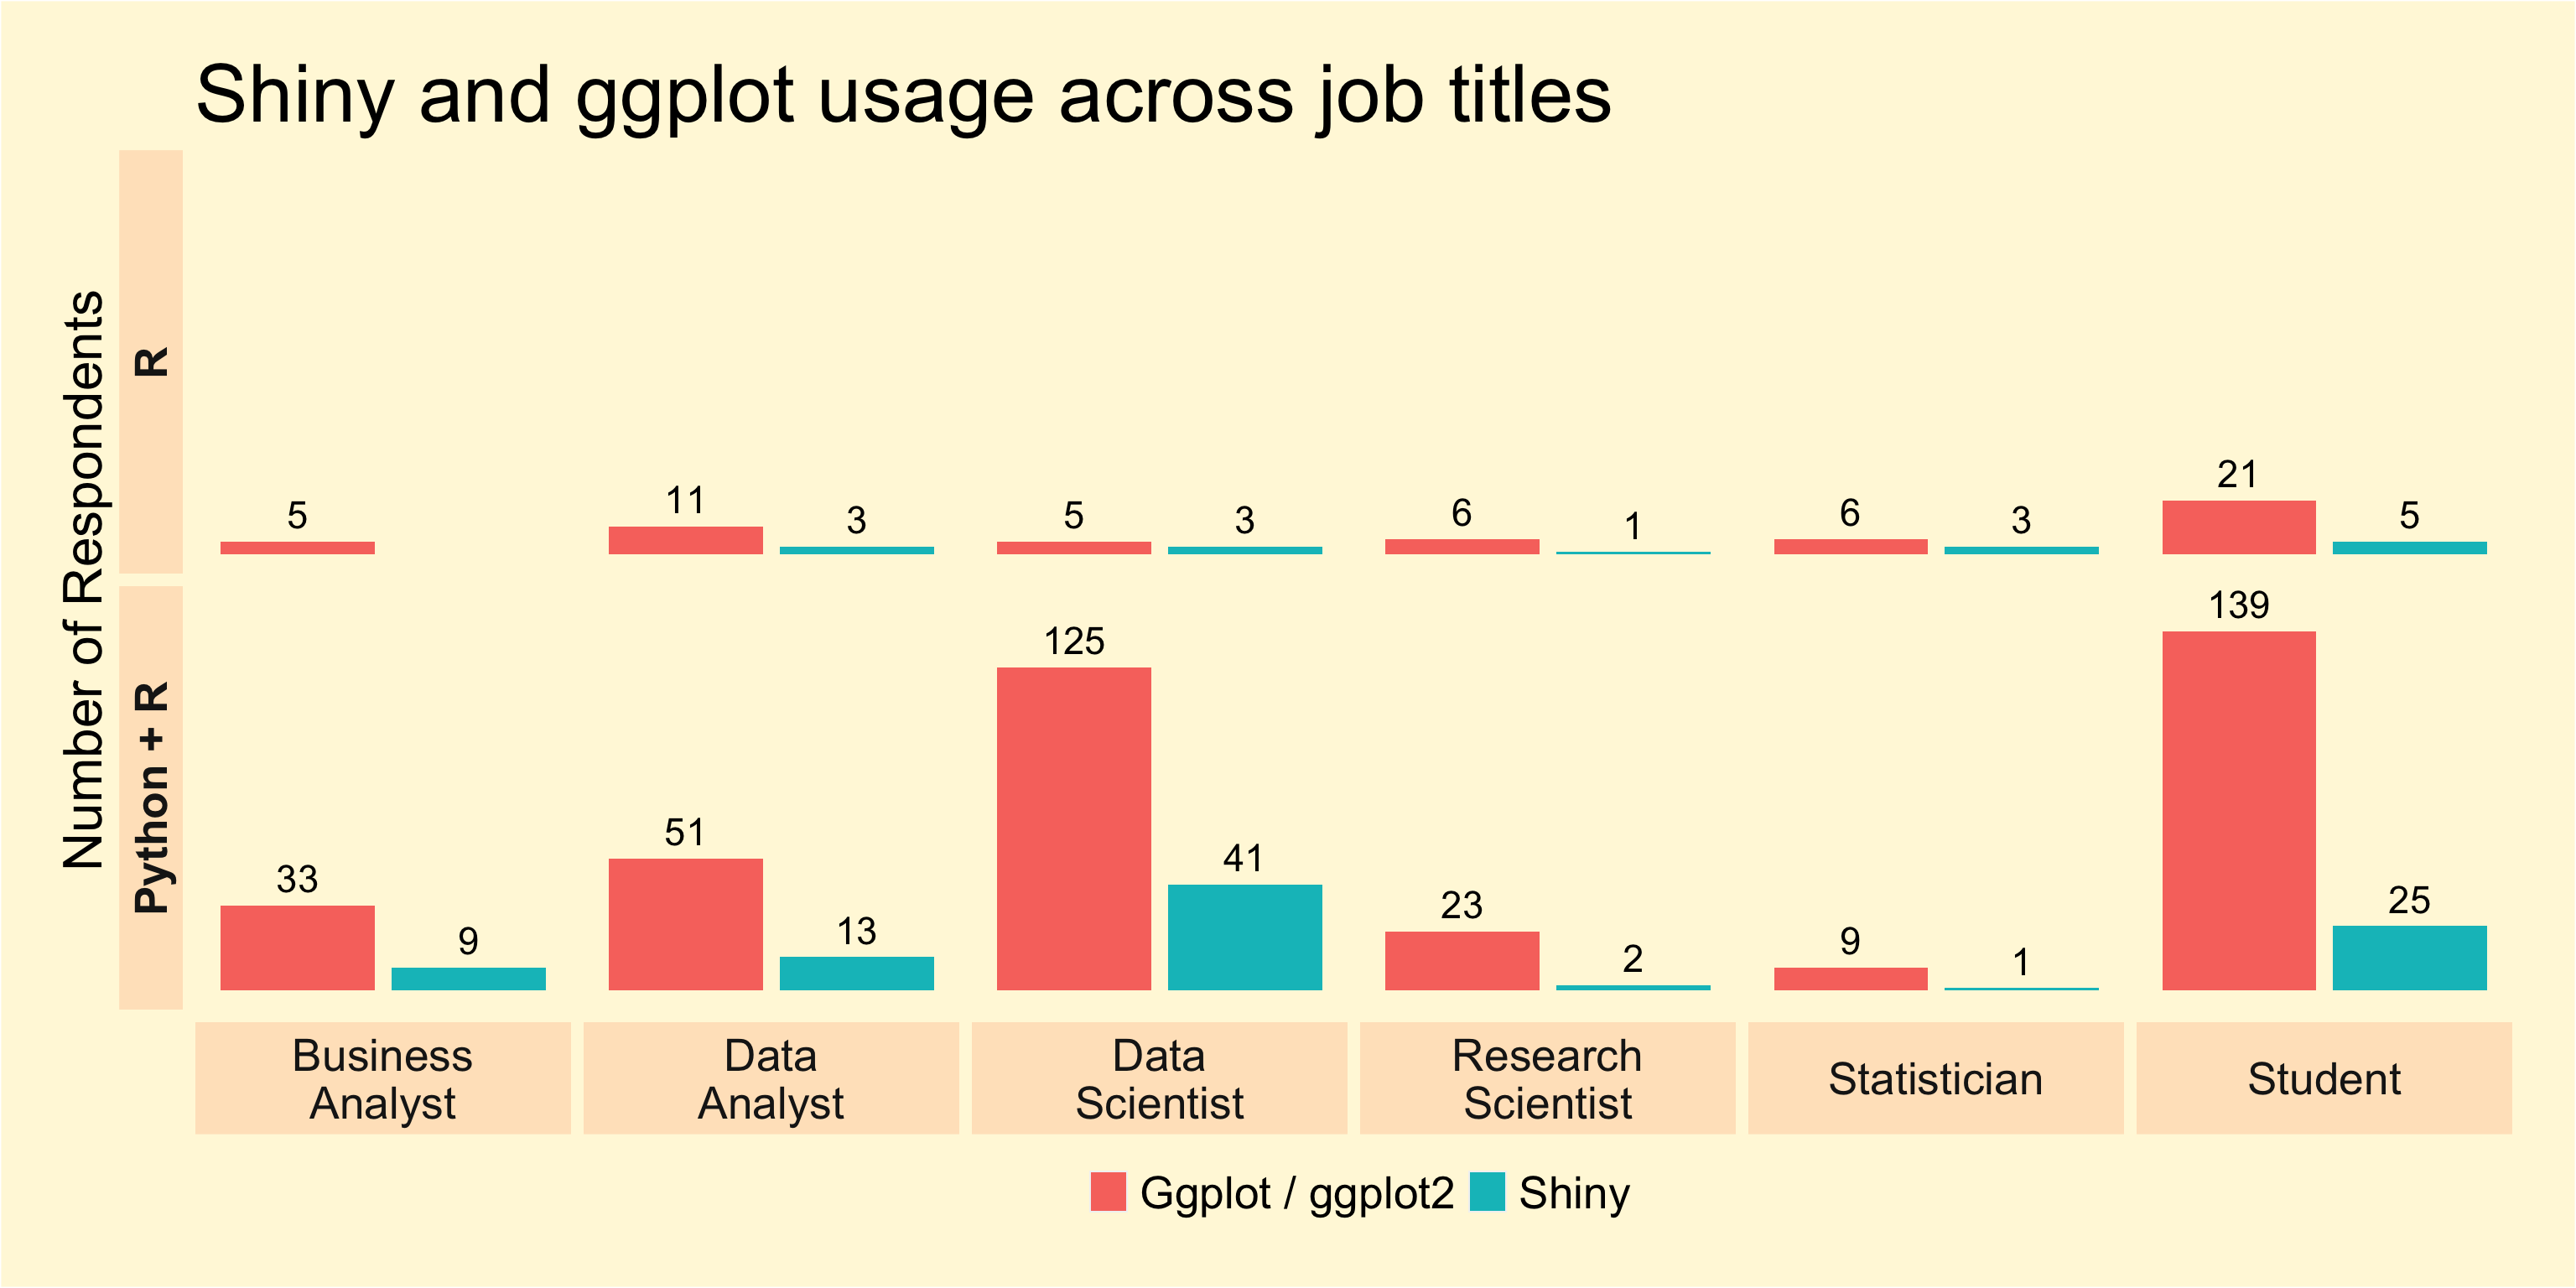 Shiny and ggplot usage across job titles
Number of Respondents
R
5
11
3
5
3
6
1
6
3
21
5
Python + R
33
9
51
13
125
41
23
2
9
1
139
25
Business
Analyst
Data
Analyst
Data
Scientist
Research
Scientist
Statistician
Student
Ggplot / ggplot2
Shiny